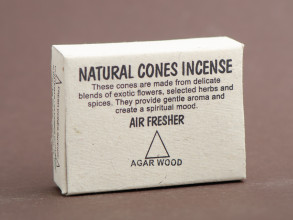 NATURAL CONES INCENSE
These cones are made from delicate
blends of exotic flowers, selected herbs and
spices. They provide gentle aroma and
create a spiritual mood.
AIR FRESHER
AGAR WOOD